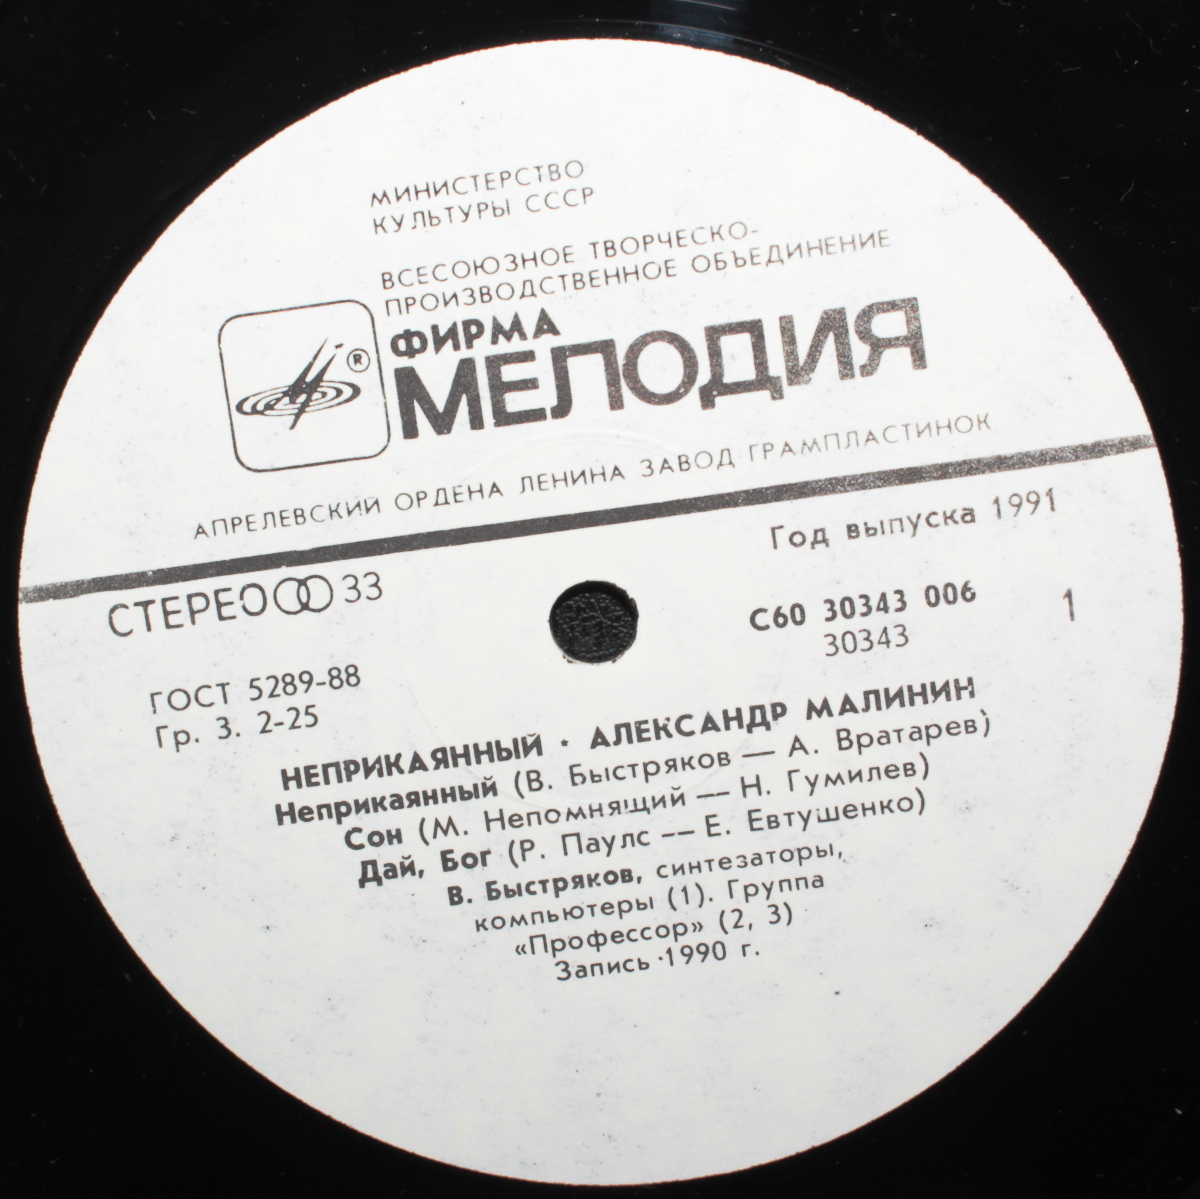 МИНИСТЕРСТВО
КУЛЬТУРЫ СССР
ВСЕСОЮЗНОЕ ТВОРЧЕСКО-
ПРОИЗВОДСТВЕННОЕ ОБЪЕДИНЕНИЕ
ФИРМА
МЕЛОДИЯ
®
АПРЕЛЕВСКИЙ ОРДЕНА ЛЕНИНА ЗАВОД ГРАМПЛАСТИНОК
Год выпуска 1991
СТЕРЕО 33
С60 30343 006
1
30343
ГОСТ 5289-88
Гр. 3. 2-25
НЕПРИКАЯННЫЙ · АЛЕКСАНДР МАЛИНИН
Неприкаянный (В. Быстряков — А. Вратарев)
Сон (М. Непомнящий — Н. Гумилев)
Дай, Бог (Р. Паулс — Е. Евтушенко)
В. Быстряков, синтезаторы,
компьютеры (1). Группа
«Профессор» (2, 3)
Запись 1990 г.